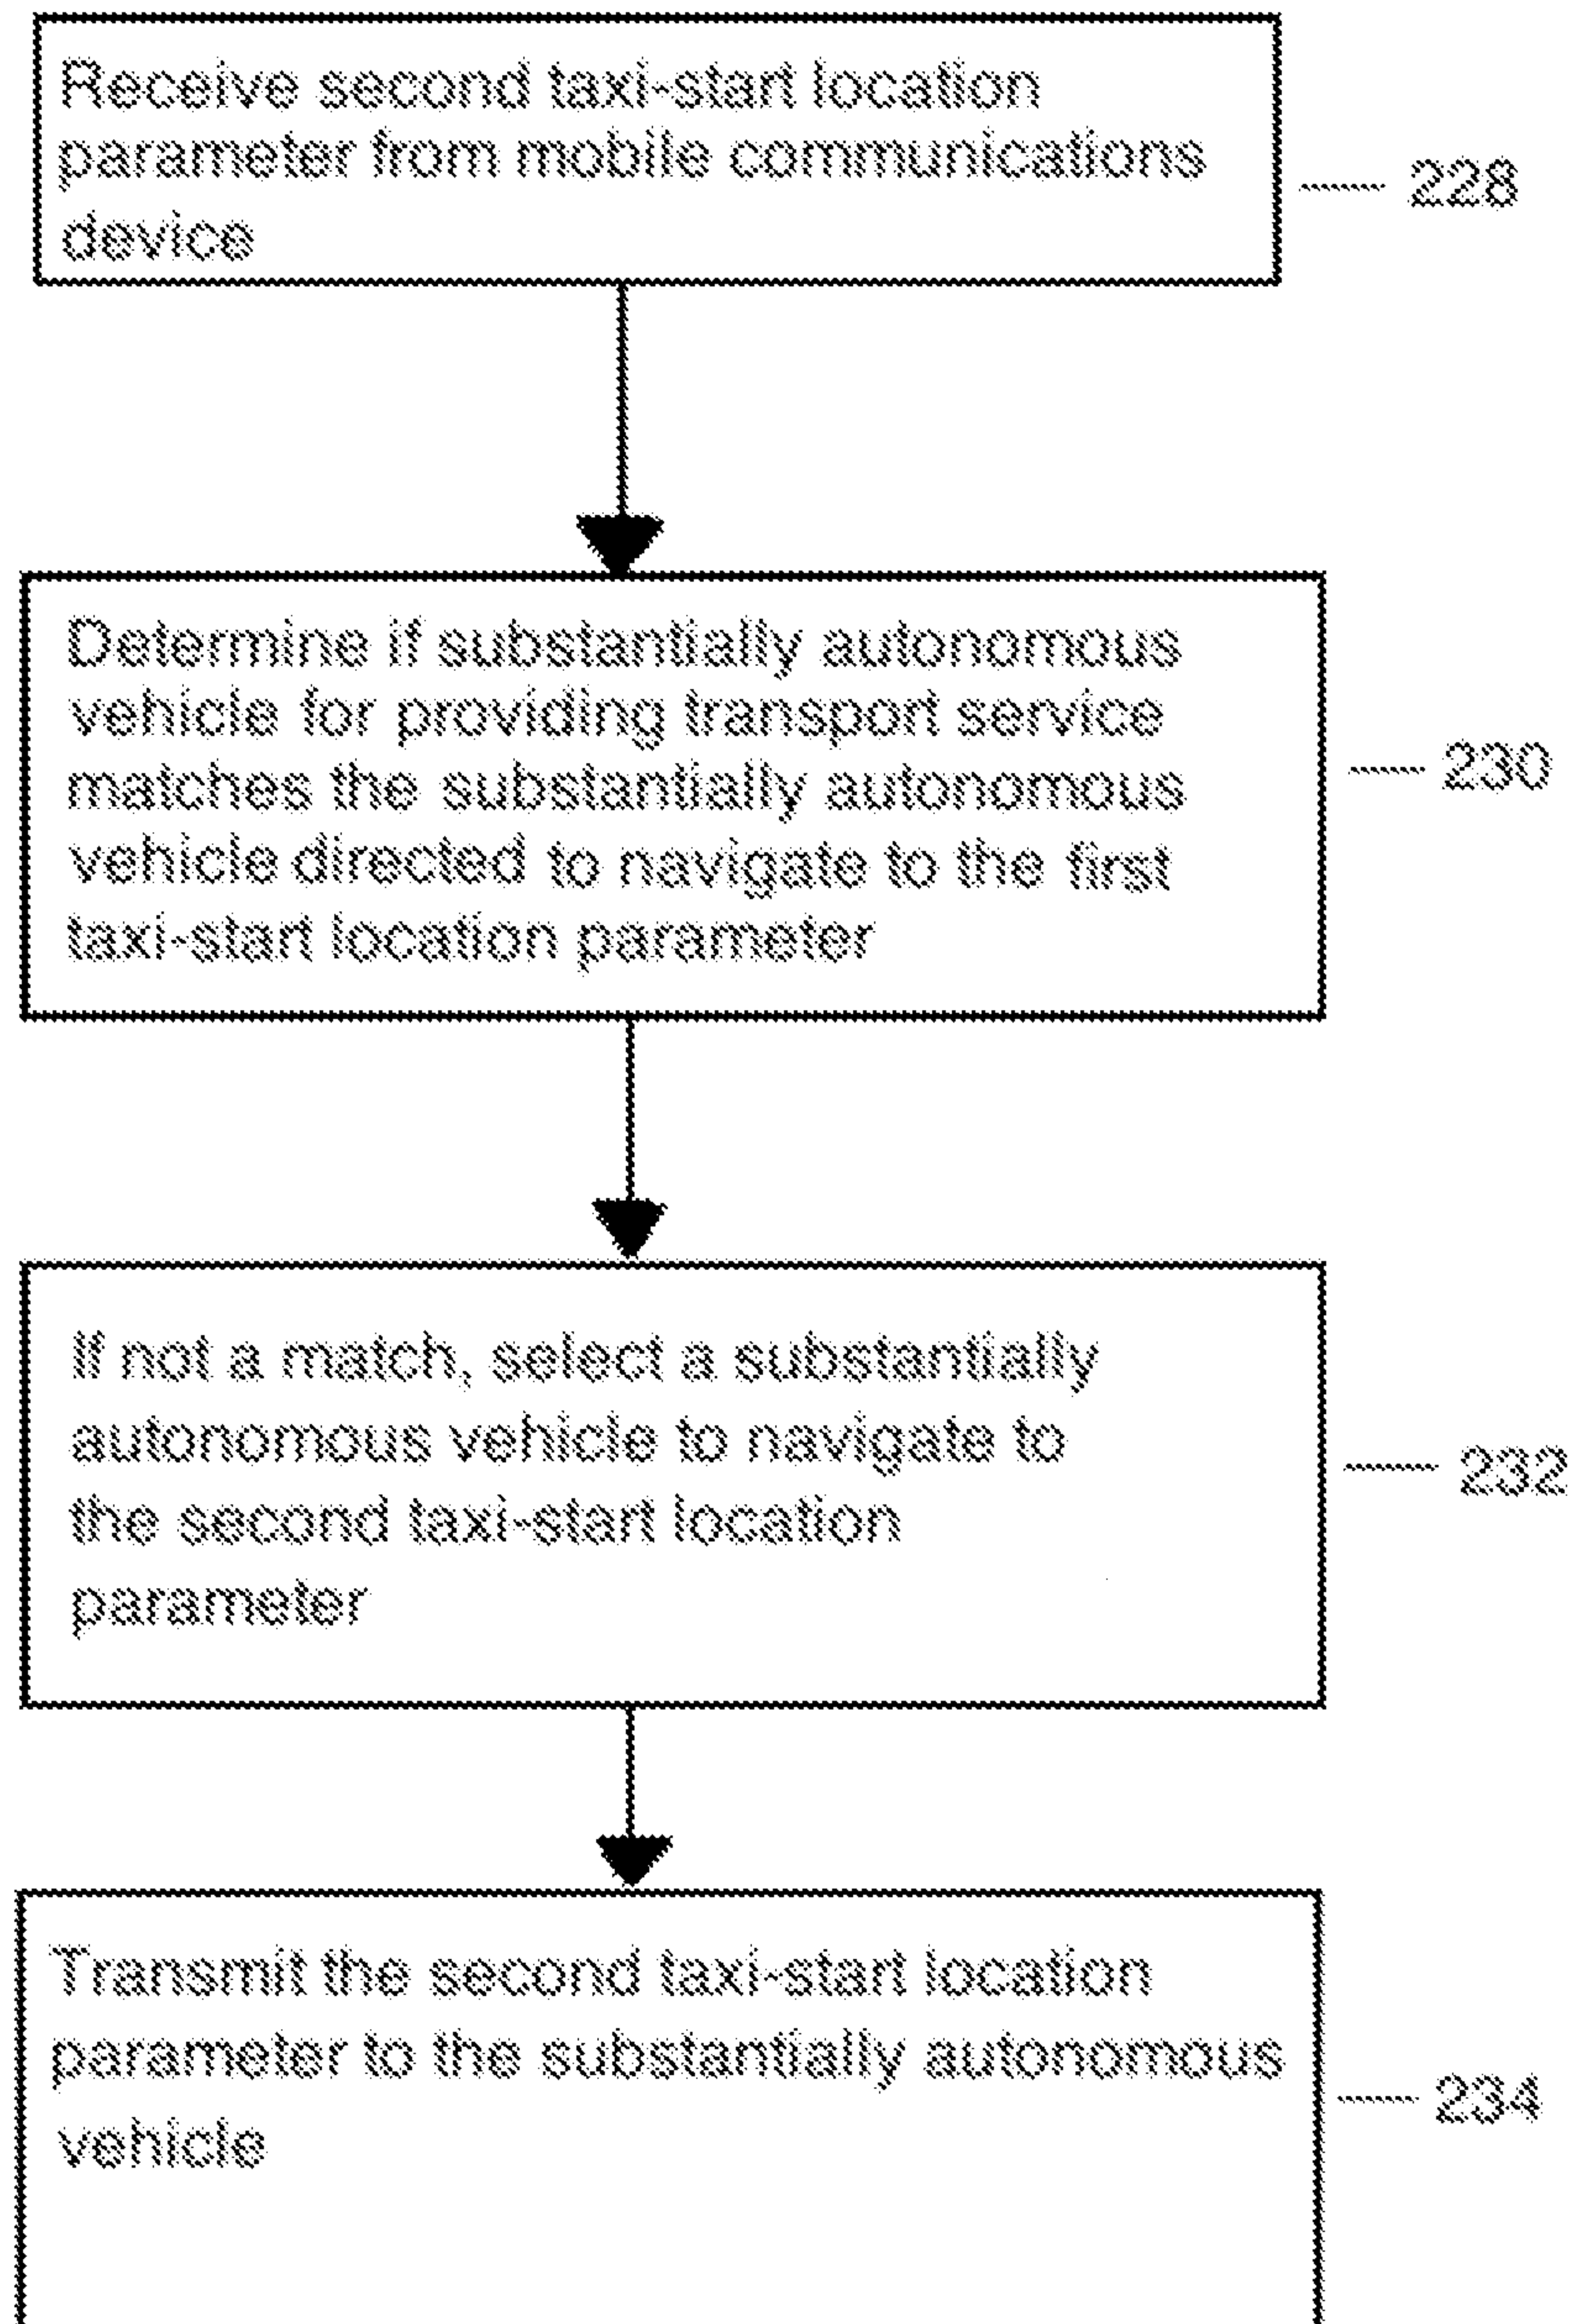 Receive second taxi-start location
parameter from mobile communications
device
228
Determine if substantially autonomous
vehicle for providing transport service
matches the substantially autonomous
vehicle directed to navigate to the first
taxi-start location parameter
230
If not a match, select a substantially
autonomous vehicle to navigate to
the second taxi-start location
parameter
232
Transmit the second taxi-start location
parameter to the substantially autonomous
vehicle
234